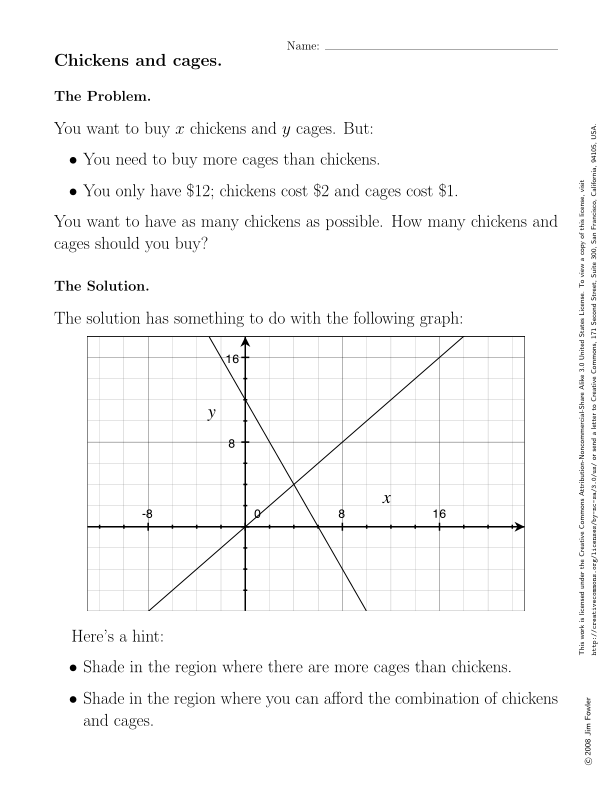 Name:
Chickens and cages.
The Problem.
You want to buy x chickens and y cages. But:
• You need to buy more cages than chickens.
• You only have $12; chickens cost $2 and cages cost $1.
You want to have as many chickens as possible. How many chickens and
cages should you buy?
The Solution.
The solution has something to do with the following graph:
16
y
8
x
-8
0
8
16
Here's a hint:
• Shade in the region where there are more cages than chickens.
• Shade in the region where you can afford the combination of chickens
and cages.
This work is licensed under the Creative Commons Attribution-Noncommercial-Share Alike 3.0 United States License. To view a copy of this license, visit
http://creativecommons.org/licenses/by-nc-sa/3.0/us/ or send a letter to Creative Commons, 171 Second Street, Suite 300, San Francisco, California, 94105, USA.
© 2008 Jim Fowler